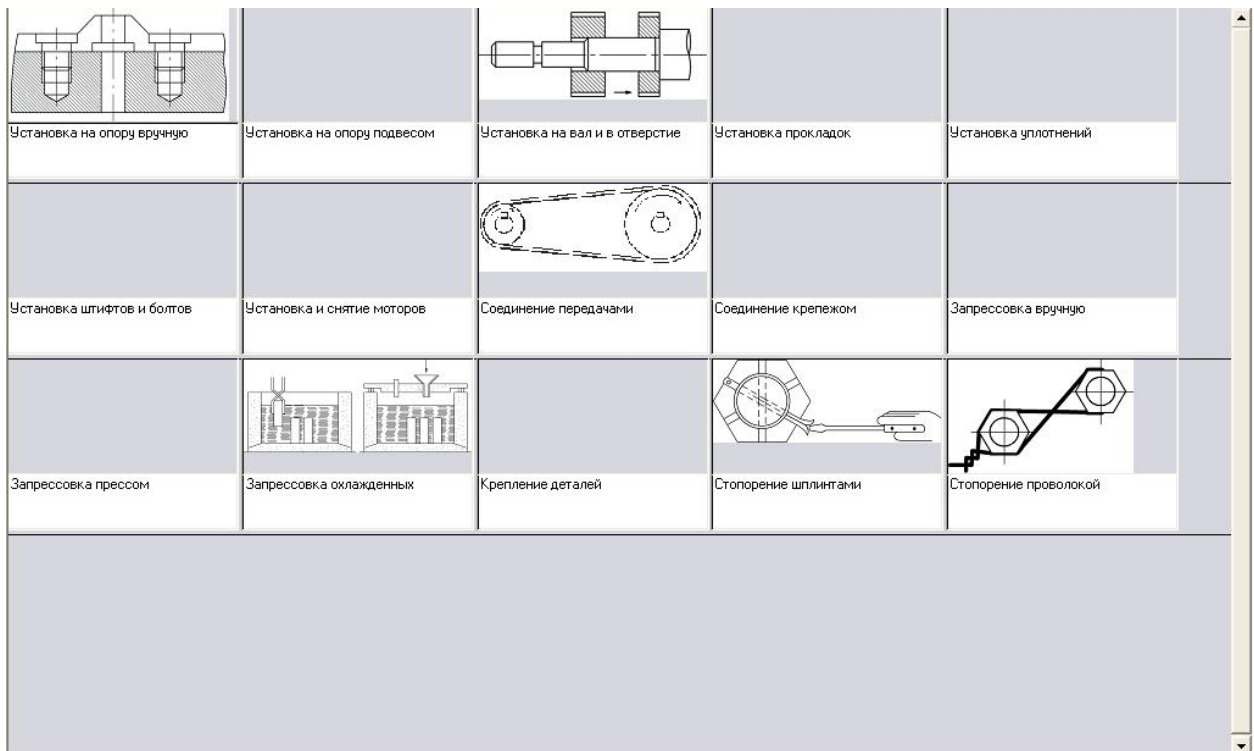 Установка на опору вручную
Установка на опору подвесом
Установка на вал и в отверстие
Установка прокладок
Установка уплотнений
Установка штифтов и болтов
Установка и снятие моторов
Соединение передачами
Соединение крепежом
Запрессовка вручную
Запрессовка прессом
Запрессовка охлажденных
Крепление деталей
Стопорение шплинтами
Стопорение проволокой